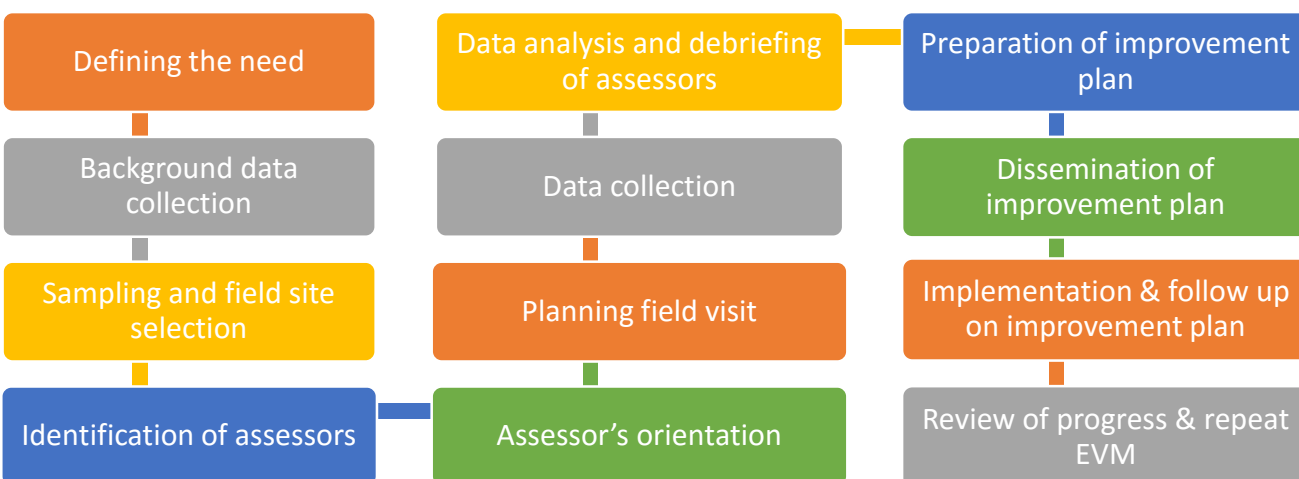 Defining the need
Background data
collection
Sampling and field site
selection
Identification of assessors
Assessor’s orientation
Planning field visit
Data collection
Data analysis and debriefing
of assessors
Preparation of improvement
plan
Dissemination of
improvement plan
Implementation & follow up
on improvement plan
Review of progress & repeat
EVM